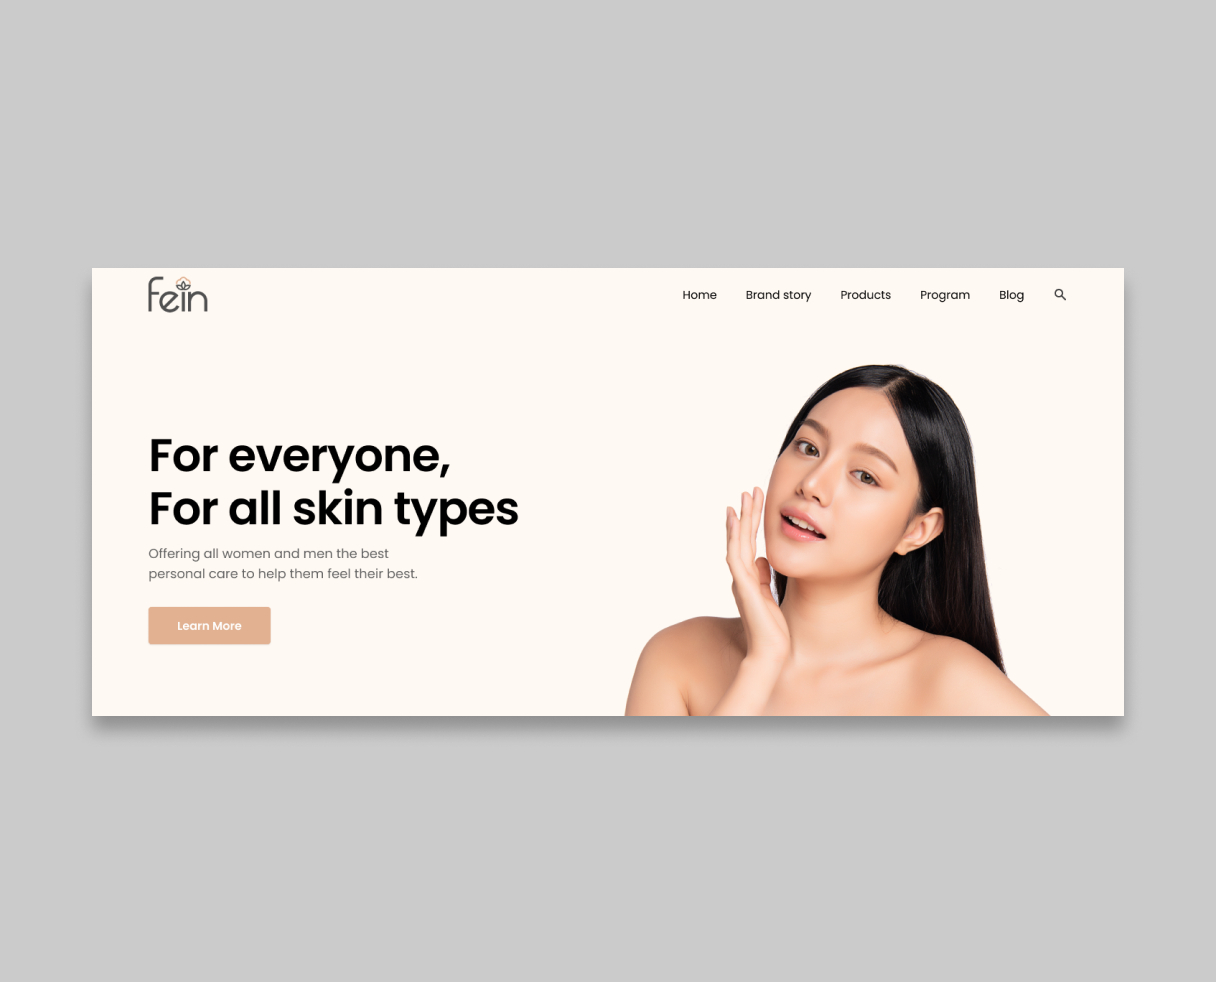 fein
Home Brand story Products Program Blog
For everyone,
For all skin types
Offering all women and men the best
personal care to help them feel their best.
Learn More